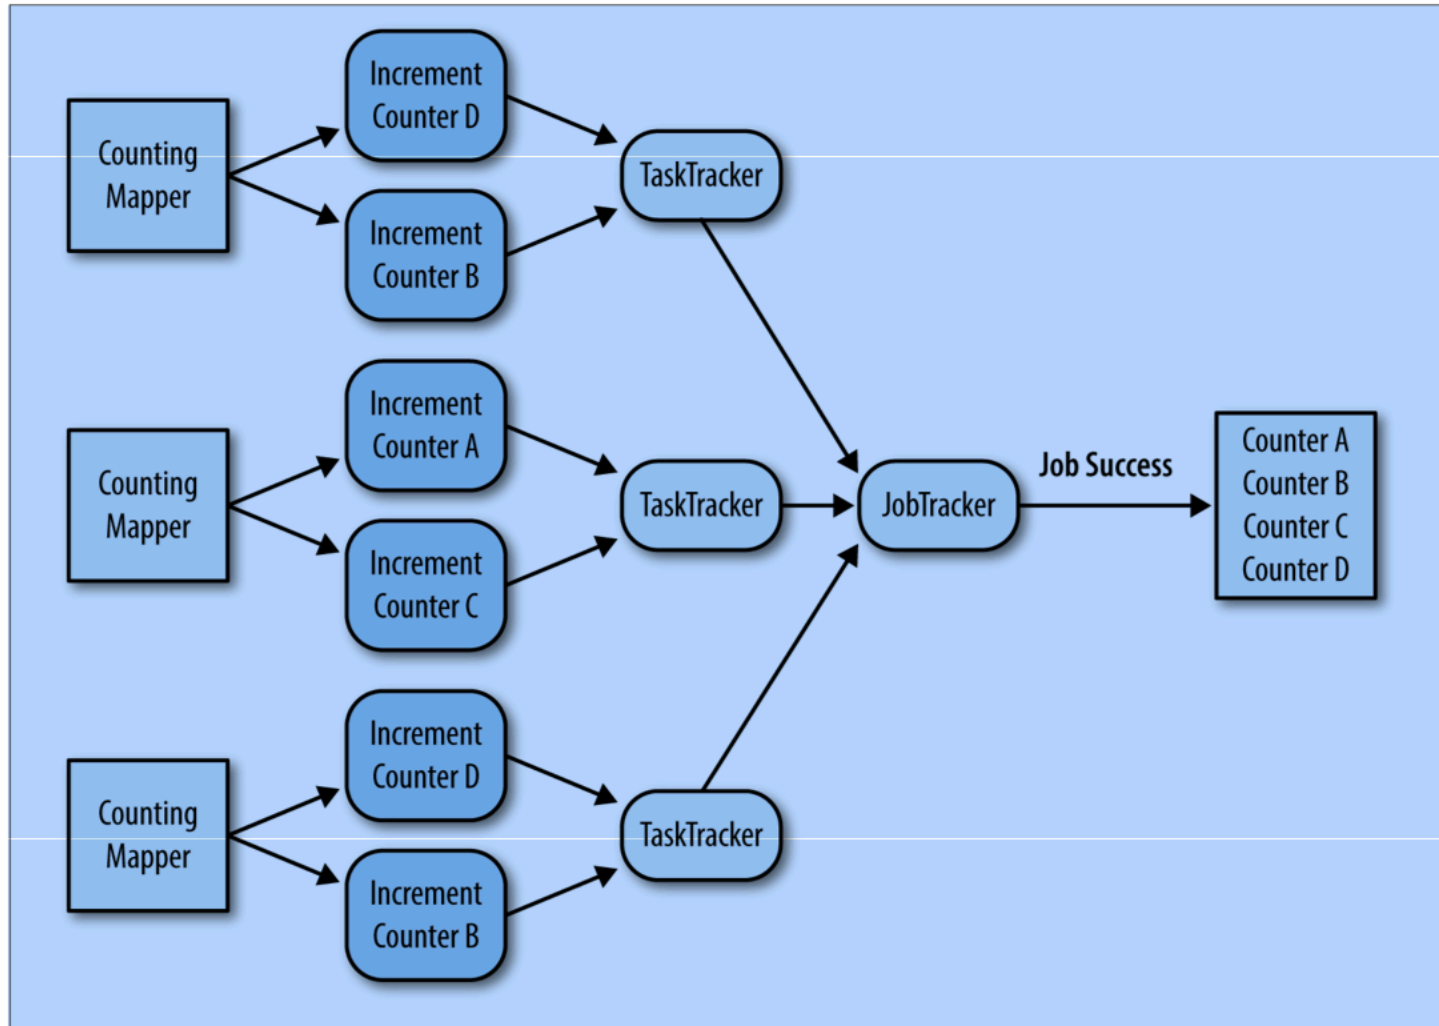 Counting
Mapper
Increment
Counter D
Increment
Counter B
TaskTracker
Counting
Mapper
Increment
Counter A
Increment
Counter C
TaskTracker
Counting
Mapper
Increment
Counter D
Increment
Counter B
TaskTracker
JobTracker
Job Success
Counter A
Counter B
Counter C
Counter D